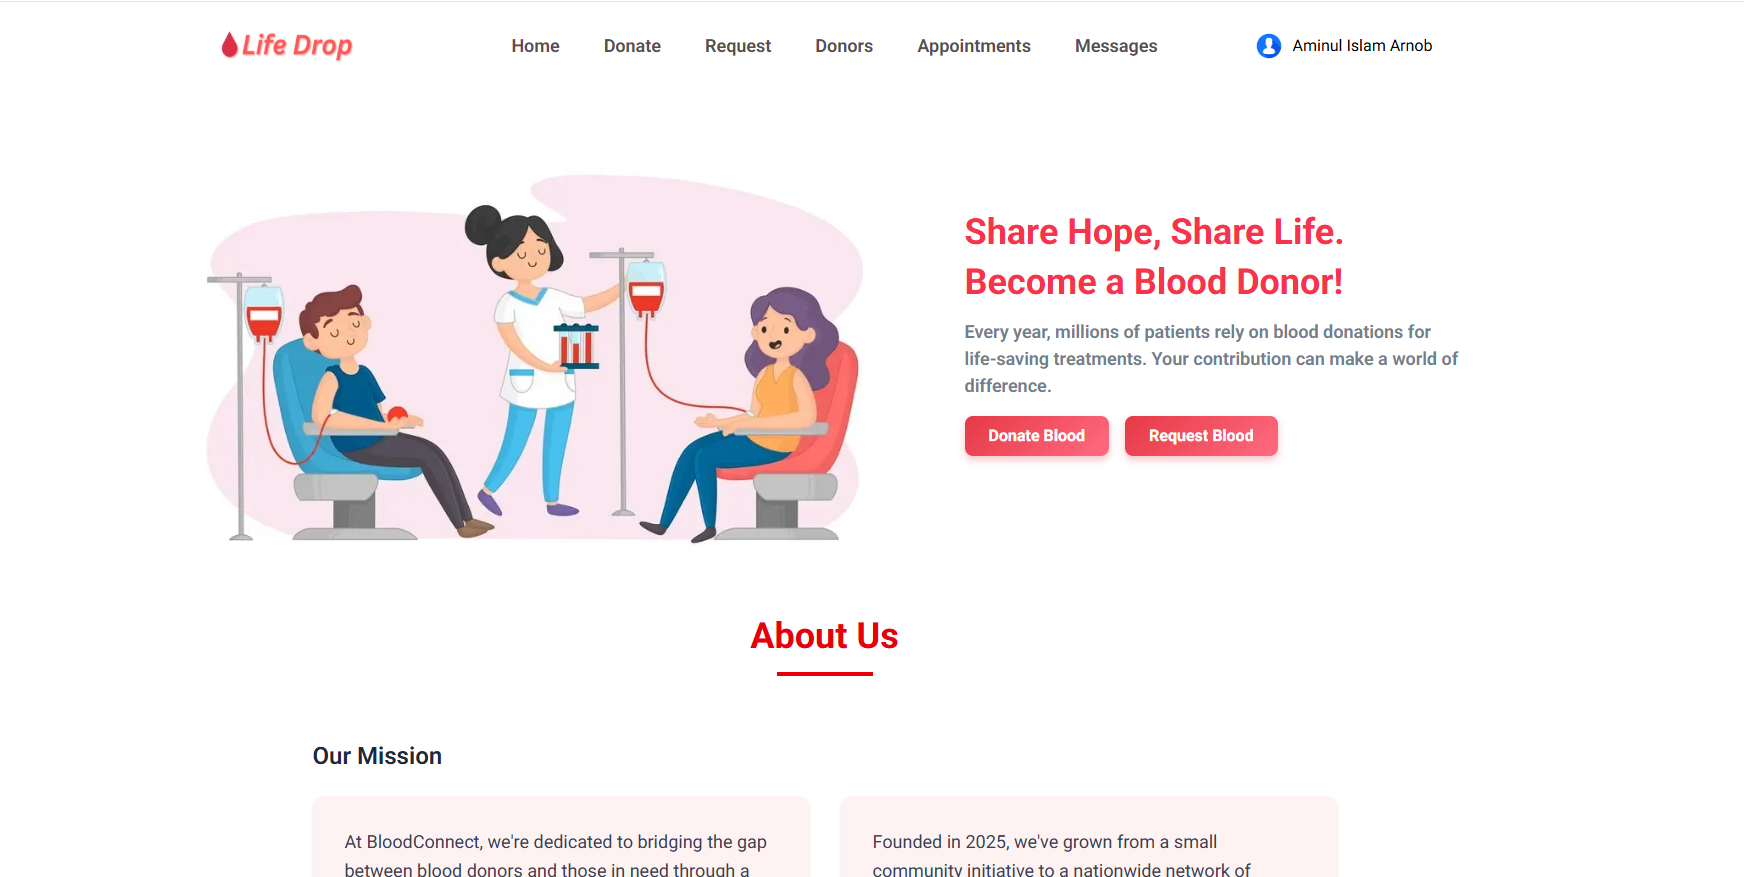 Life Drop
Home
Donate
Request
Donors
Appointments
Messages
Aminul Islam Arnob
Share Hope, Share Life.
Become a Blood Donor!
Every year, millions of patients rely on blood donations for
life-saving treatments. Your contribution can make a world of
difference.
Donate Blood
Request Blood
About Us
Our Mission
At BloodConnect, we're dedicated to bridging the gap
between blood donors and those in need through a
Founded in 2025, we've grown from a small
community initiative to a nationwide network of